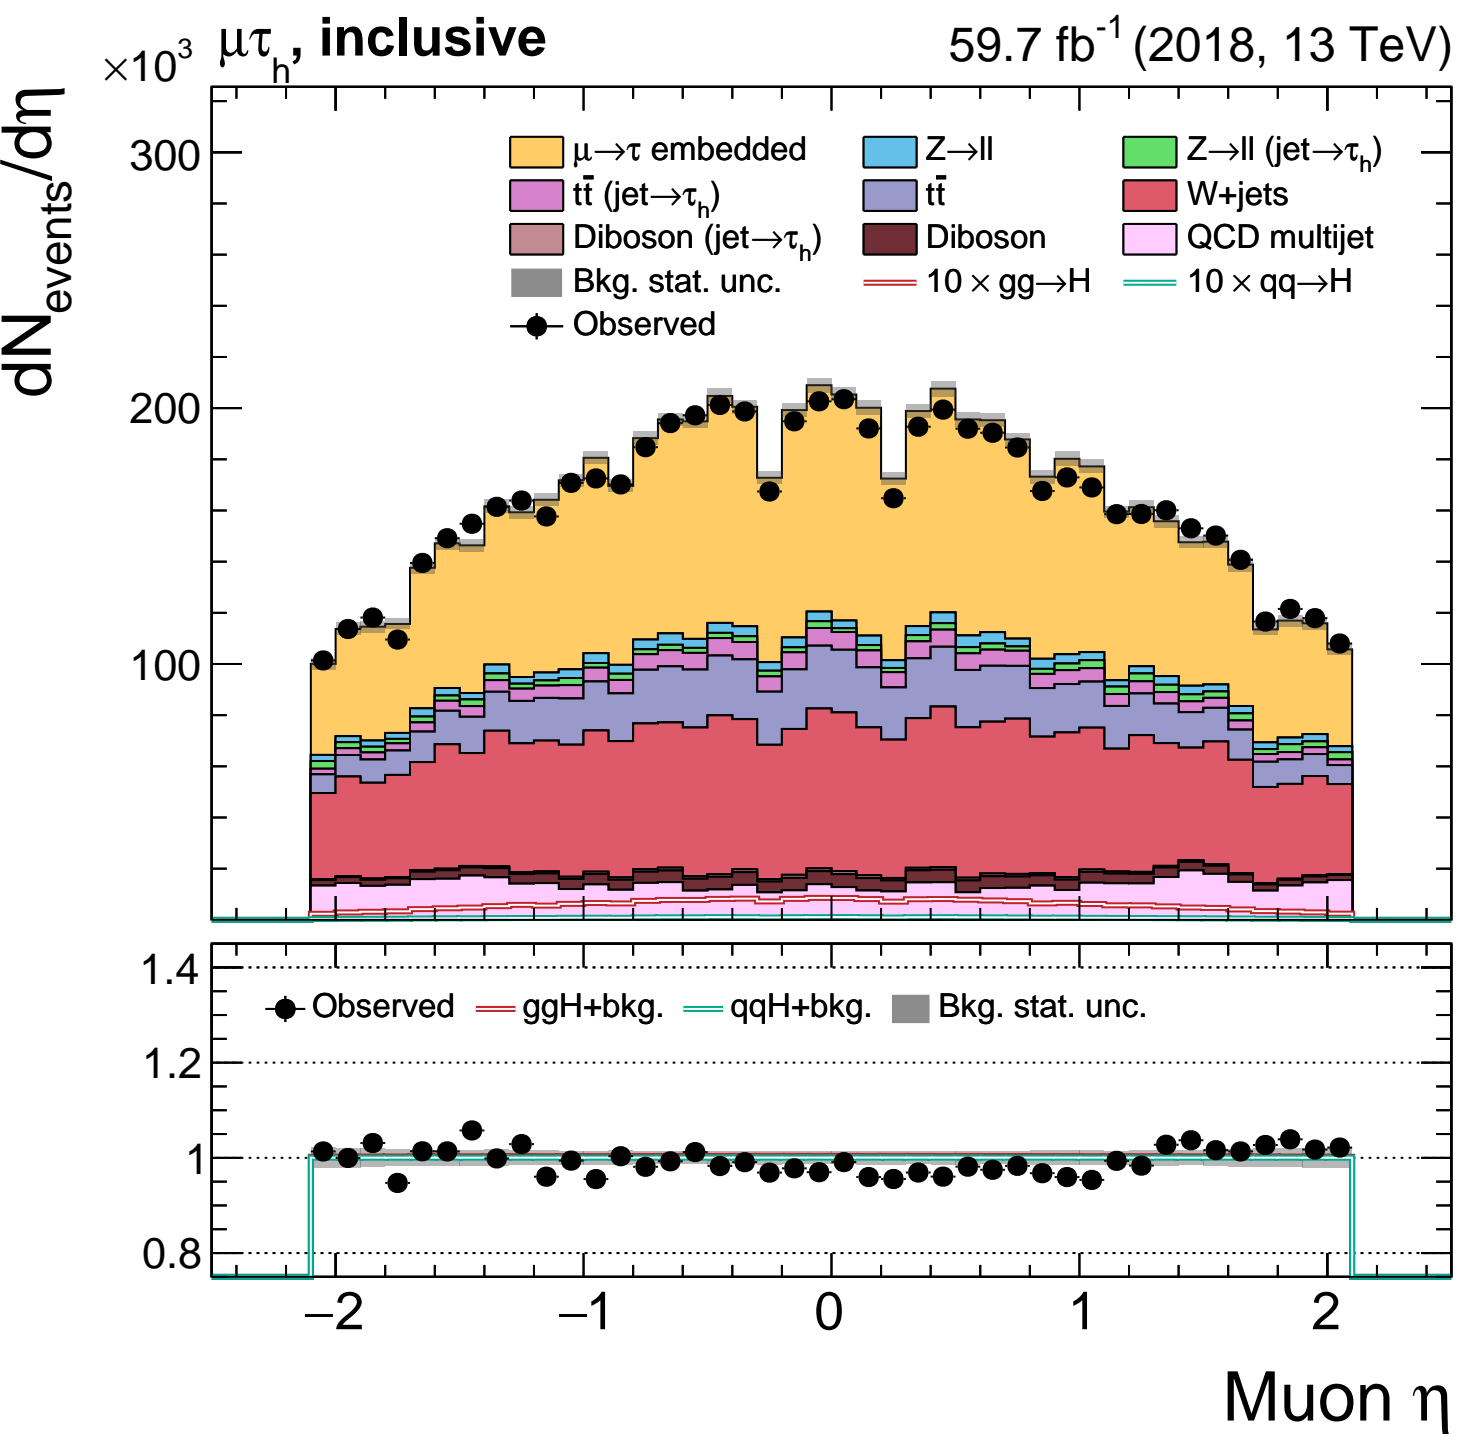 ×10³ μτₕ, inclusive 59.7 fb⁻¹ (2018, 13 TeV)
dN_events/dη
300
200
100
μ→τ embedded Z→ll Z→ll (jet→τₕ)
tt̄ (jet→τₕ) tt̄ W+jets
Diboson (jet→τₕ) Diboson QCD multijet
Bkg. stat. unc. 10 × gg→H 10 × qq→H
Observed
1.4
1.2
1
0.8
Observed ggH+bkg. qqH+bkg. Bkg. stat. unc.
−2 −1 0 1 2
Muon η